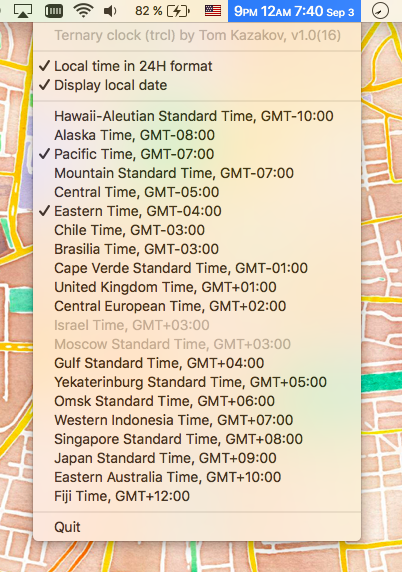 82 % 9PM 12AM 7:40 Sep 3
Ternary clock (trcl) by Tom Kazakov, v1.0(16)
✓ Local time in 24H format
✓ Display local date
Hawaii-Aleutian Standard Time, GMT-10:00
Alaska Time, GMT-08:00
✓ Pacific Time, GMT-07:00
Mountain Standard Time, GMT-07:00
Central Time, GMT-05:00
✓ Eastern Time, GMT-04:00
Chile Time, GMT-03:00
Brasilia Time, GMT-03:00
Cape Verde Standard Time, GMT-01:00
United Kingdom Time, GMT+01:00
Central European Time, GMT+02:00
Israel Time, GMT+03:00
Moscow Standard Time, GMT+03:00
Gulf Standard Time, GMT+04:00
Yekaterinburg Standard Time, GMT+05:00
Omsk Standard Time, GMT+06:00
Western Indonesia Time, GMT+07:00
Singapore Standard Time, GMT+08:00
Japan Standard Time, GMT+09:00
Eastern Australia Time, GMT+10:00
Fiji Time, GMT+12:00
Quit